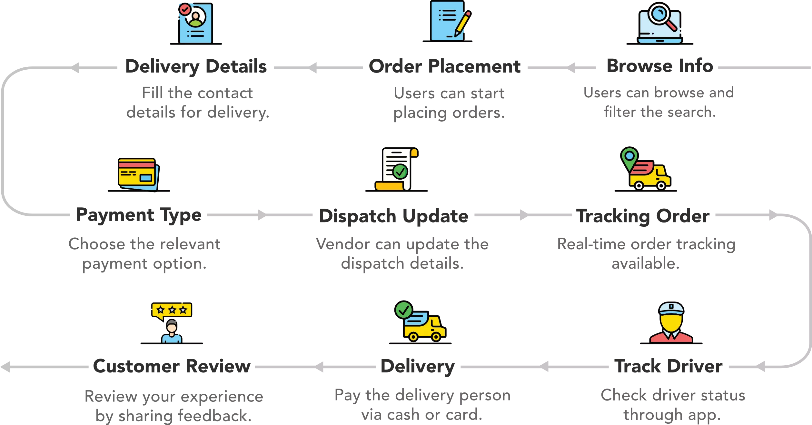 Delivery Details
Fill the contact
details for delivery.
Order Placement
Users can start
placing orders.
Browse Info
Users can browse and
filter the search.
Payment Type
Choose the relevant
payment option.
Dispatch Update
Vendor can update the
dispatch details.
Tracking Order
Real-time order tracking
available.
Customer Review
Review your experience
by sharing feedback.
Delivery
Pay the delivery person
via cash or card.
Track Driver
Check driver status
through app.